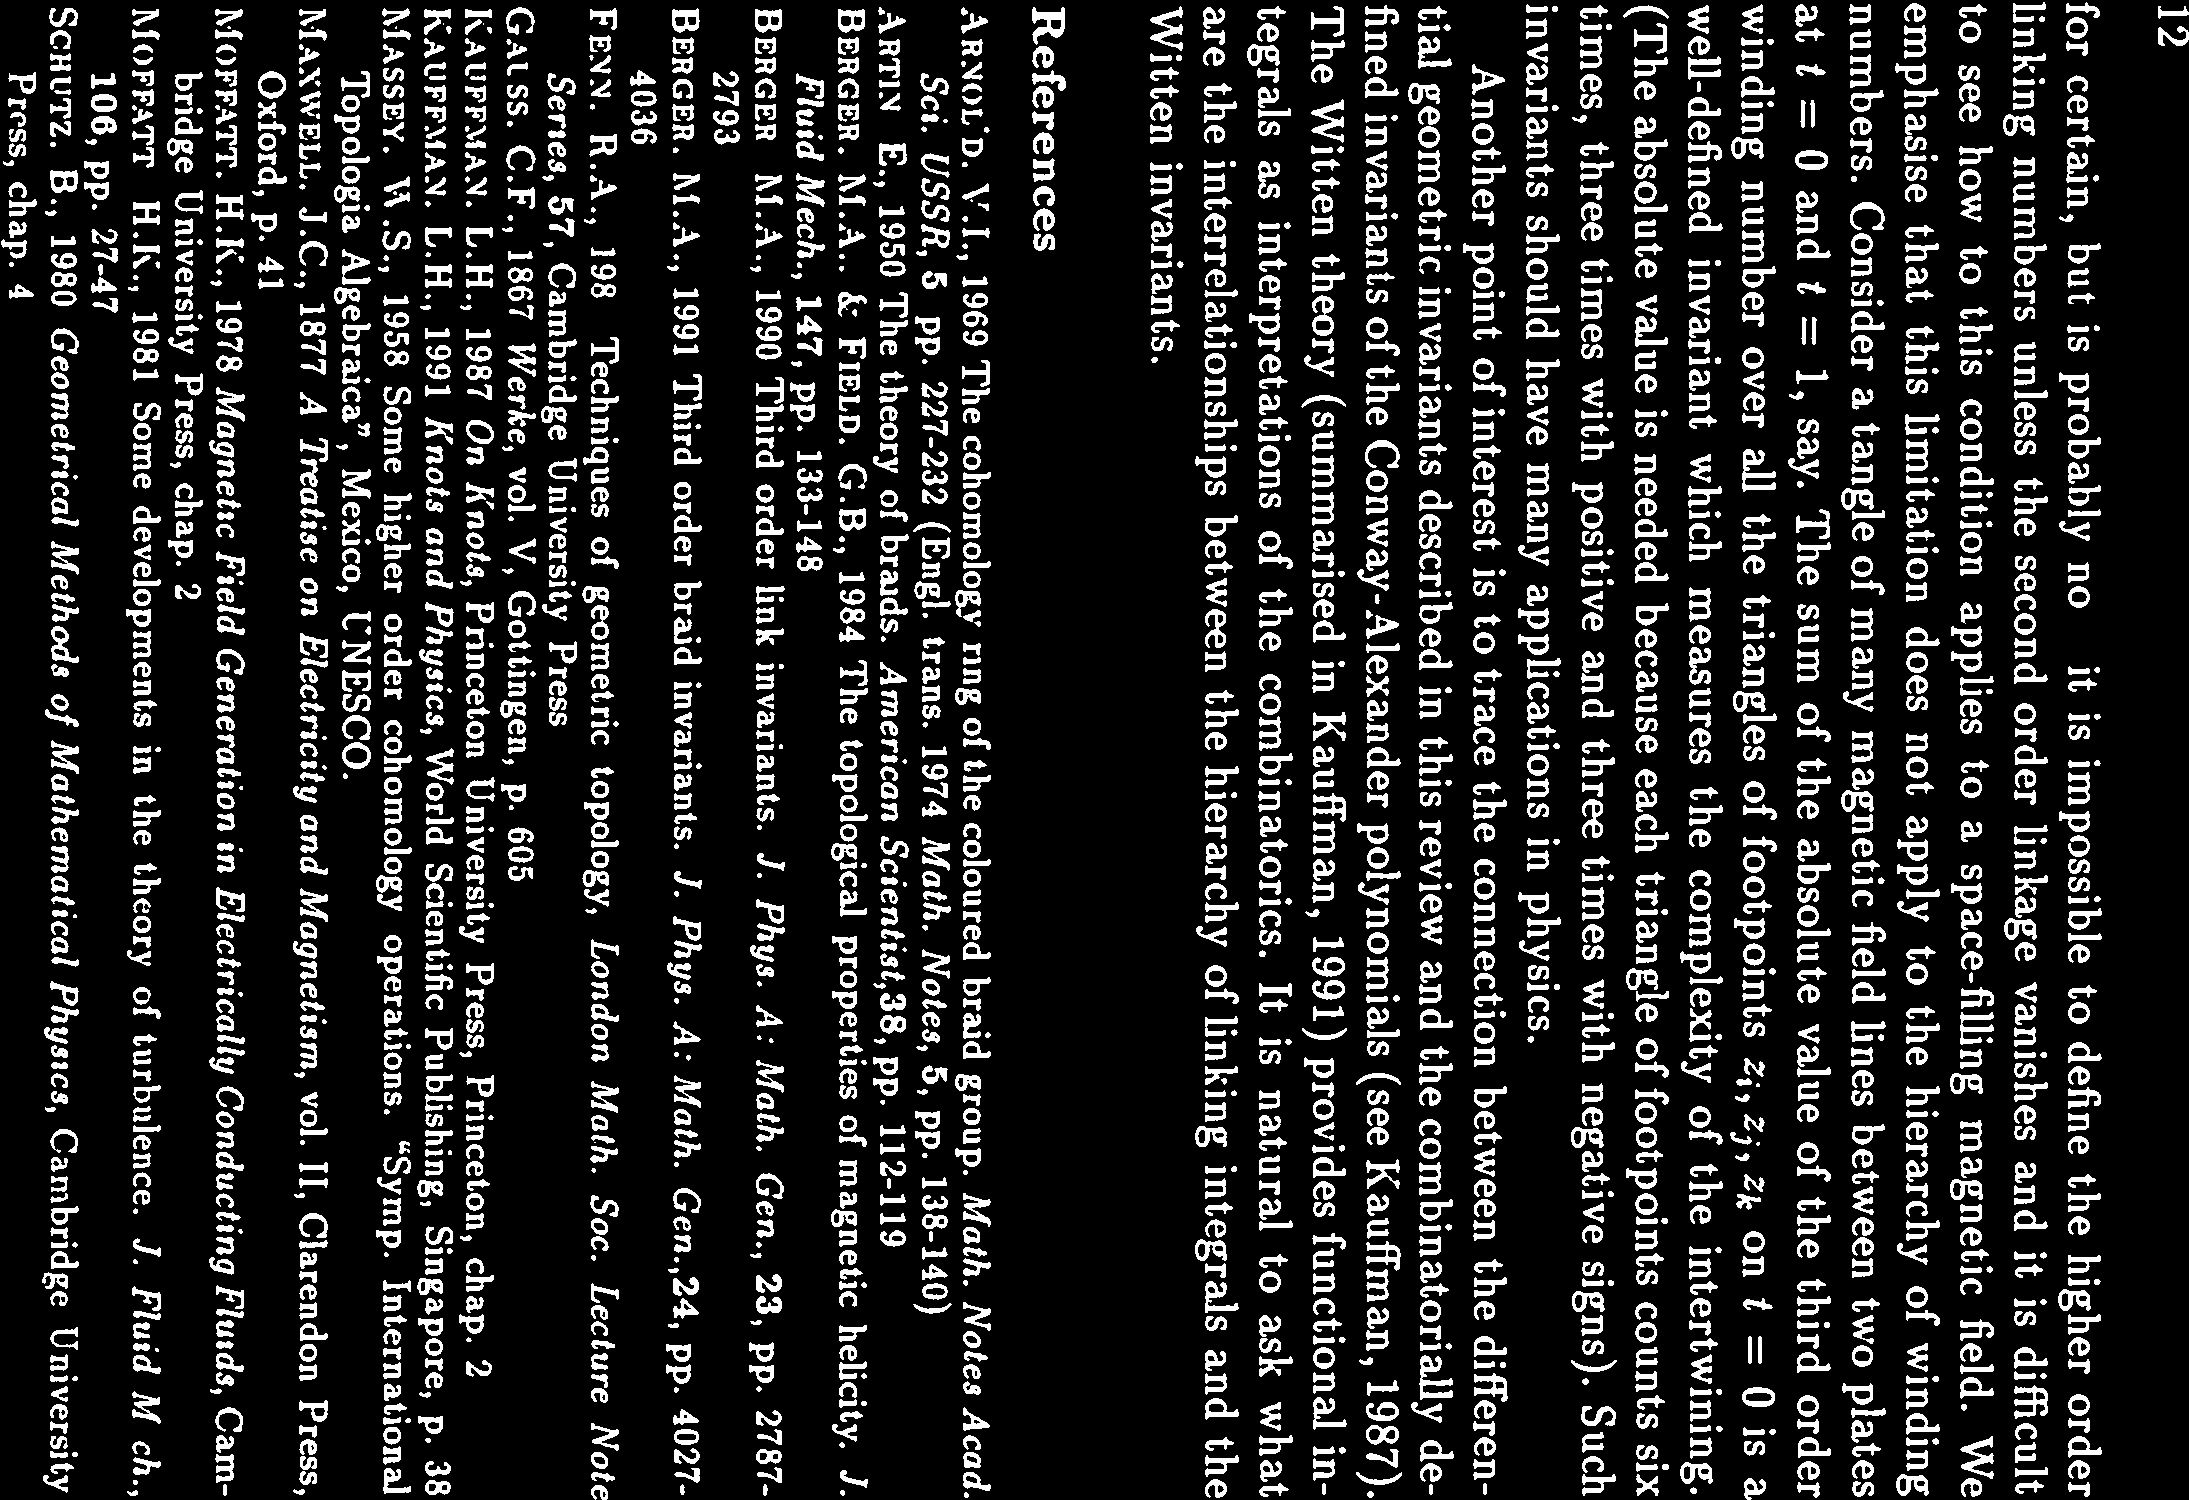 12
for certain, but is probably no it is impossible to define the higher order
linking numbers unless the second order linkage vanishes and it is difficult
to see how to this condition applies to a space-filling magnetic field. We
emphasise that this limitation does not apply to the hierarchy of winding
numbers. Consider a tangle of many magnetic field lines between two plates
at t = 0 and t = 1, say. The sum of the absolute value of the third order
winding number over all the triangles of footpoints zi, zj, zk on t = 0 is a
well-defined invariant which measures the complexity of the intertwining.
(The absolute value is needed because each triangle of footpoints counts six
times, three times with positive and three times with negative signs). Such
invariants should have many applications in physics.
Another point of interest is to trace the connection between the differen-
tial geometric invariants described in this review and the combinatorially de-
fined invariants of the Conway-Alexander polynomials (see Kauffman, 1987).
The Witten theory (summarised in Kauffman, 1991) provides functional in-
tegrals as interpretations of the combinatorics. It is natural to ask what
are the interrelationships between the hierarchy of linking integrals and the
Witten invariants.
References
ARNOL'D. V.I., 1969 The cohomology ring of the coloured braid group. Math. Notes Acad.
Sci. USSR, 5 pp. 227-232 (Engl. trans. 1974 Math. Notes, 5, pp. 138-140)
ARTIN E., 1950 The theory of braids. American Scientist,38, pp. 112-119
BERGER. M.A.. & FIELD. G.B., 1984 The topological properties of magnetic helicity. J.
Fluid Mech., 147, pp. 133-148
BERGER M.A., 1990 Third order link invariants. J. Phys. A: Math. Gen., 23, pp. 2787-
2793
BERGER. M.A., 1991 Third order braid invariants. J. Phys. A: Math. Gen.,24, pp. 4027-
4036
FENN. R.A., 198 Techniques of geometric topology, London Math. Soc. Lecture Note
Series, 57, Cambridge University Press
GAUSS. C.F., 1867 Werke, vol. V, Gottingen, p. 605
KAUFFMAN. L.H., 1987 On Knots, Princeton University Press, Princeton, chap. 2
KAUFFMAN. L.H., 1991 Knots and Physics, World Scientific Publishing, Singapore, p. 38
MASSEY. W.S., 1958 Some higher order cohomology operations. “Symp. International
Topologia Algebraica”, Mexico, UNESCO.
MAXWELL. J.C., 1877 A Treatise on Electricity and Magnetism, vol. II, Clarendon Press,
Oxford, p. 41
MOFFATT. H.K., 1978 Magnetic Field Generation in Electrically Conducting Fluids, Cam-
bridge University Press, chap. 2
MOFFATT H.K., 1981 Some developments in the theory of turbulence. J. Fluid M ch.,
106, pp. 27-47
SCHUTZ. B., 1980 Geometrical Methods of Mathematical Physics, Cambridge University
Press, chap. 4